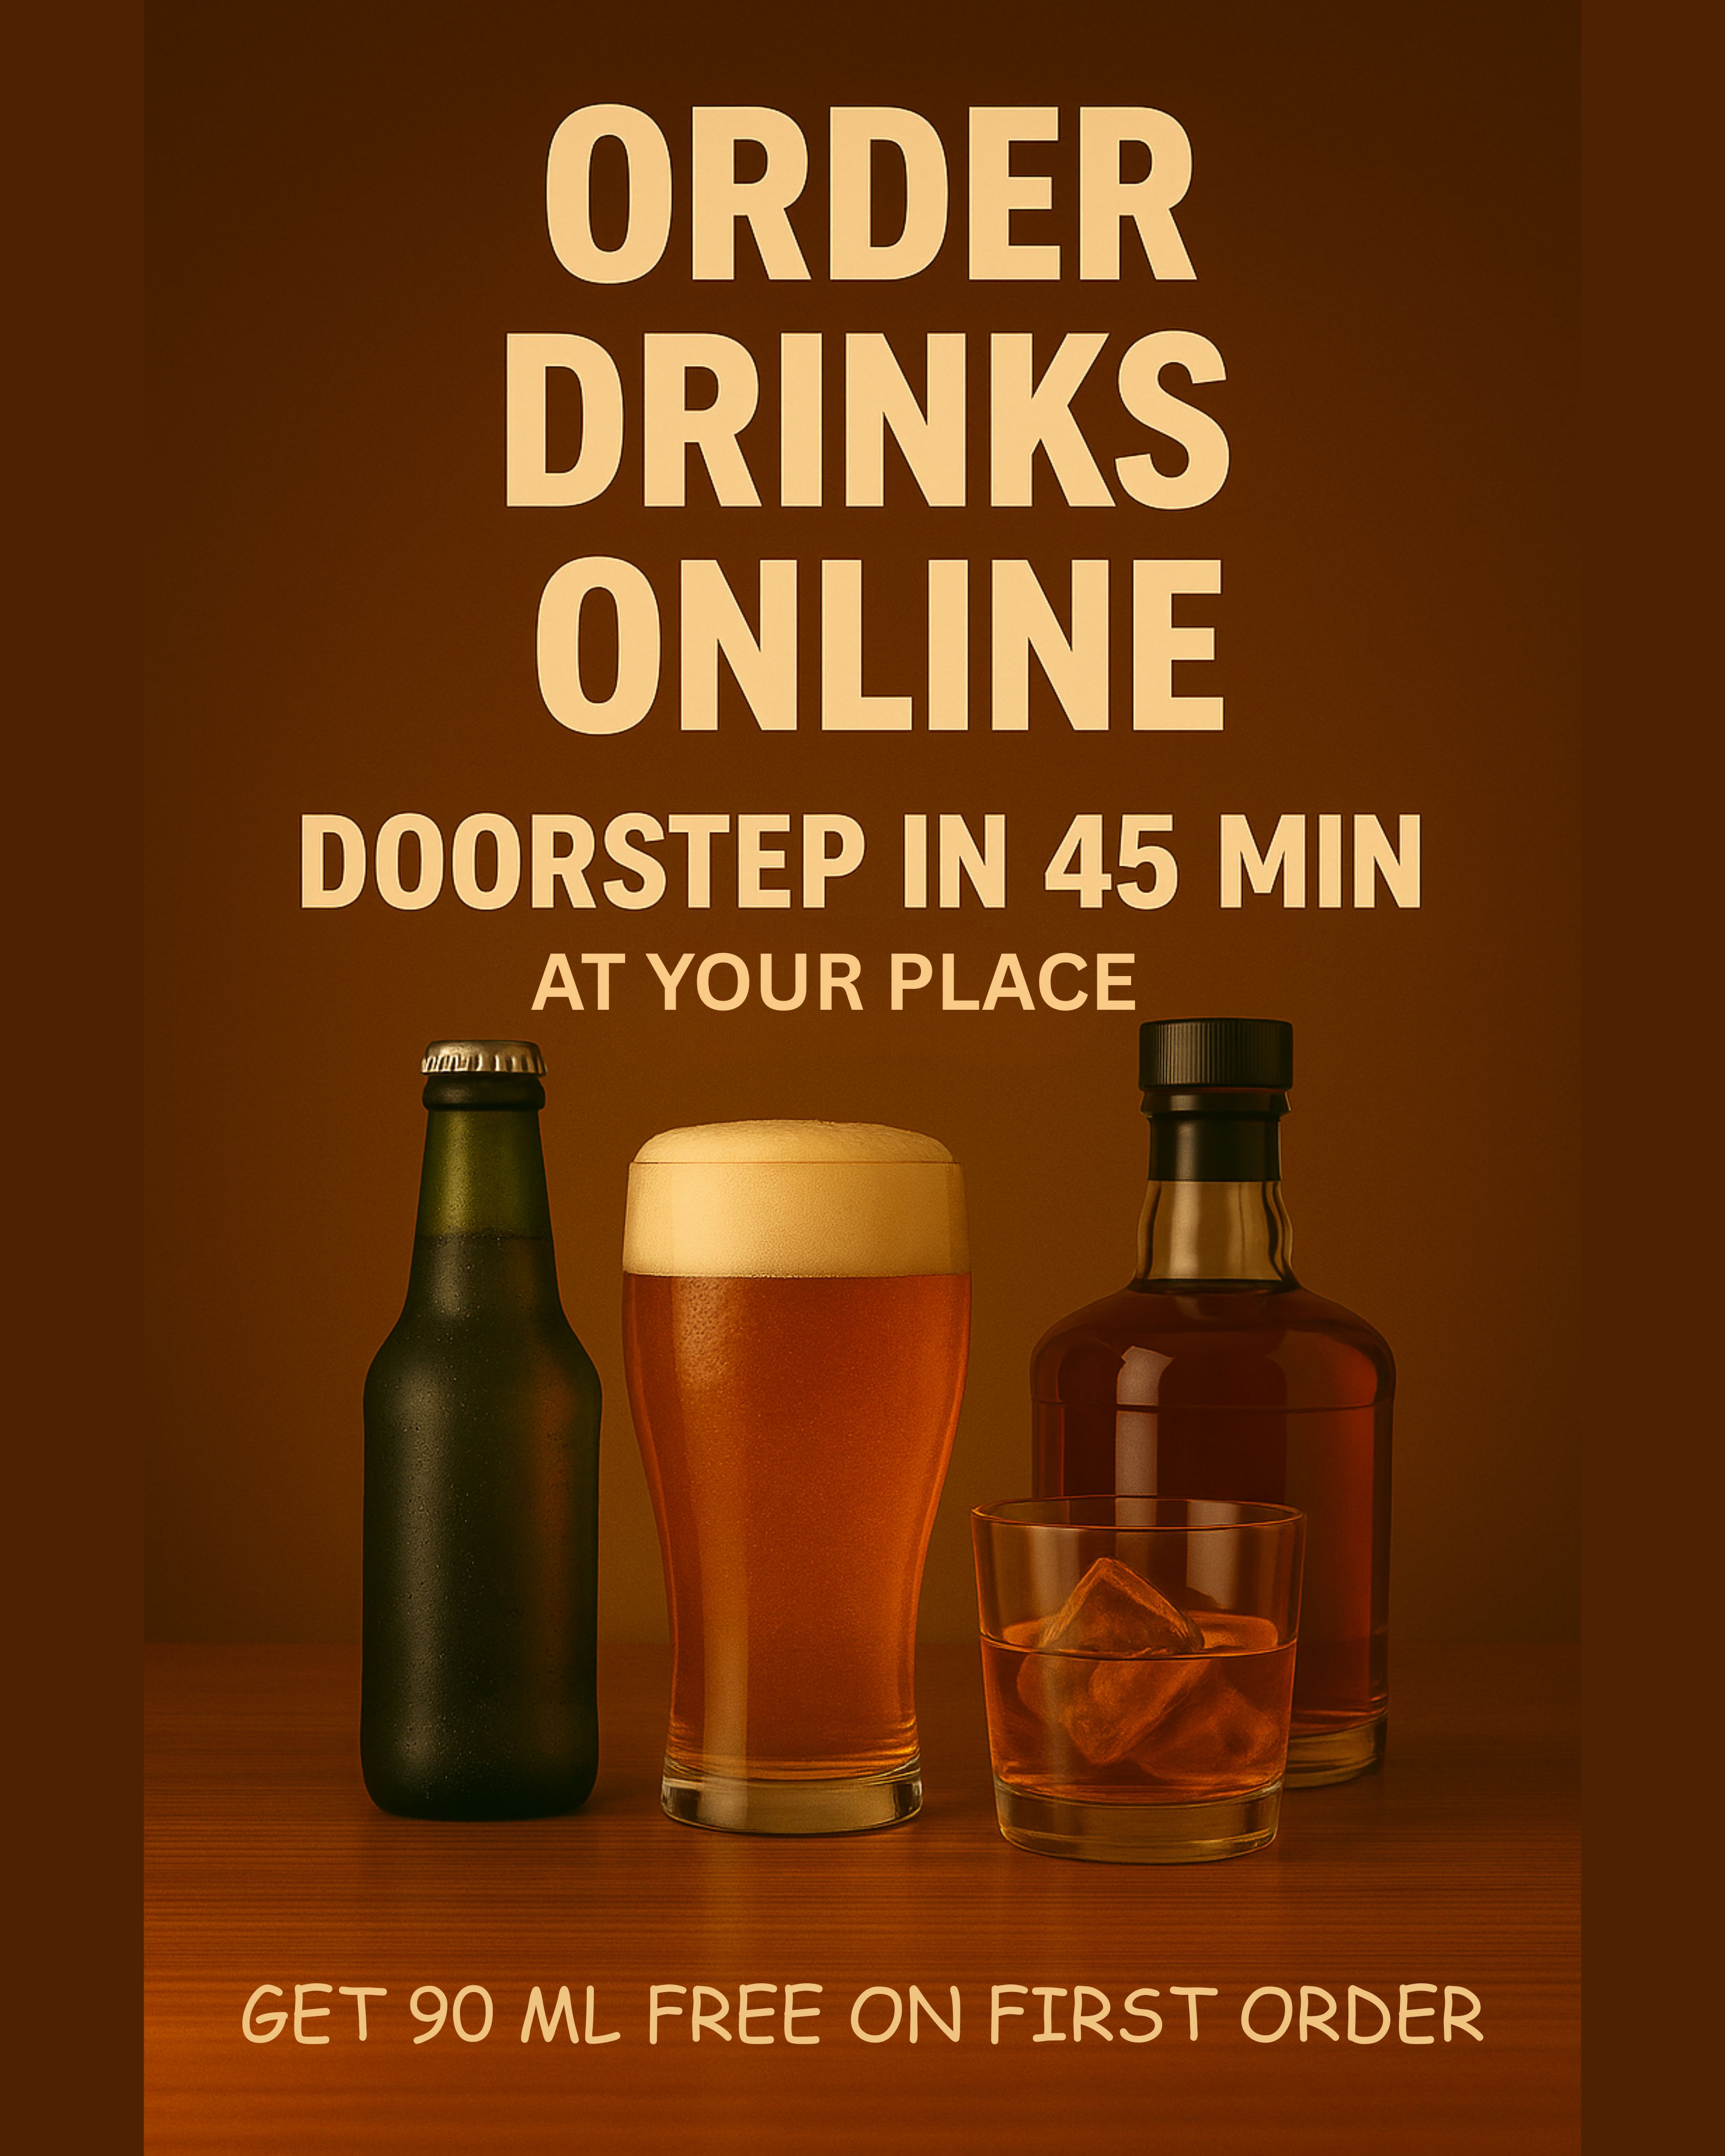 ORDER
DRINKS
ONLINE
DOORSTEP IN 45 MIN
AT YOUR PLACE
GET 90 ML FREE ON FIRST ORDER